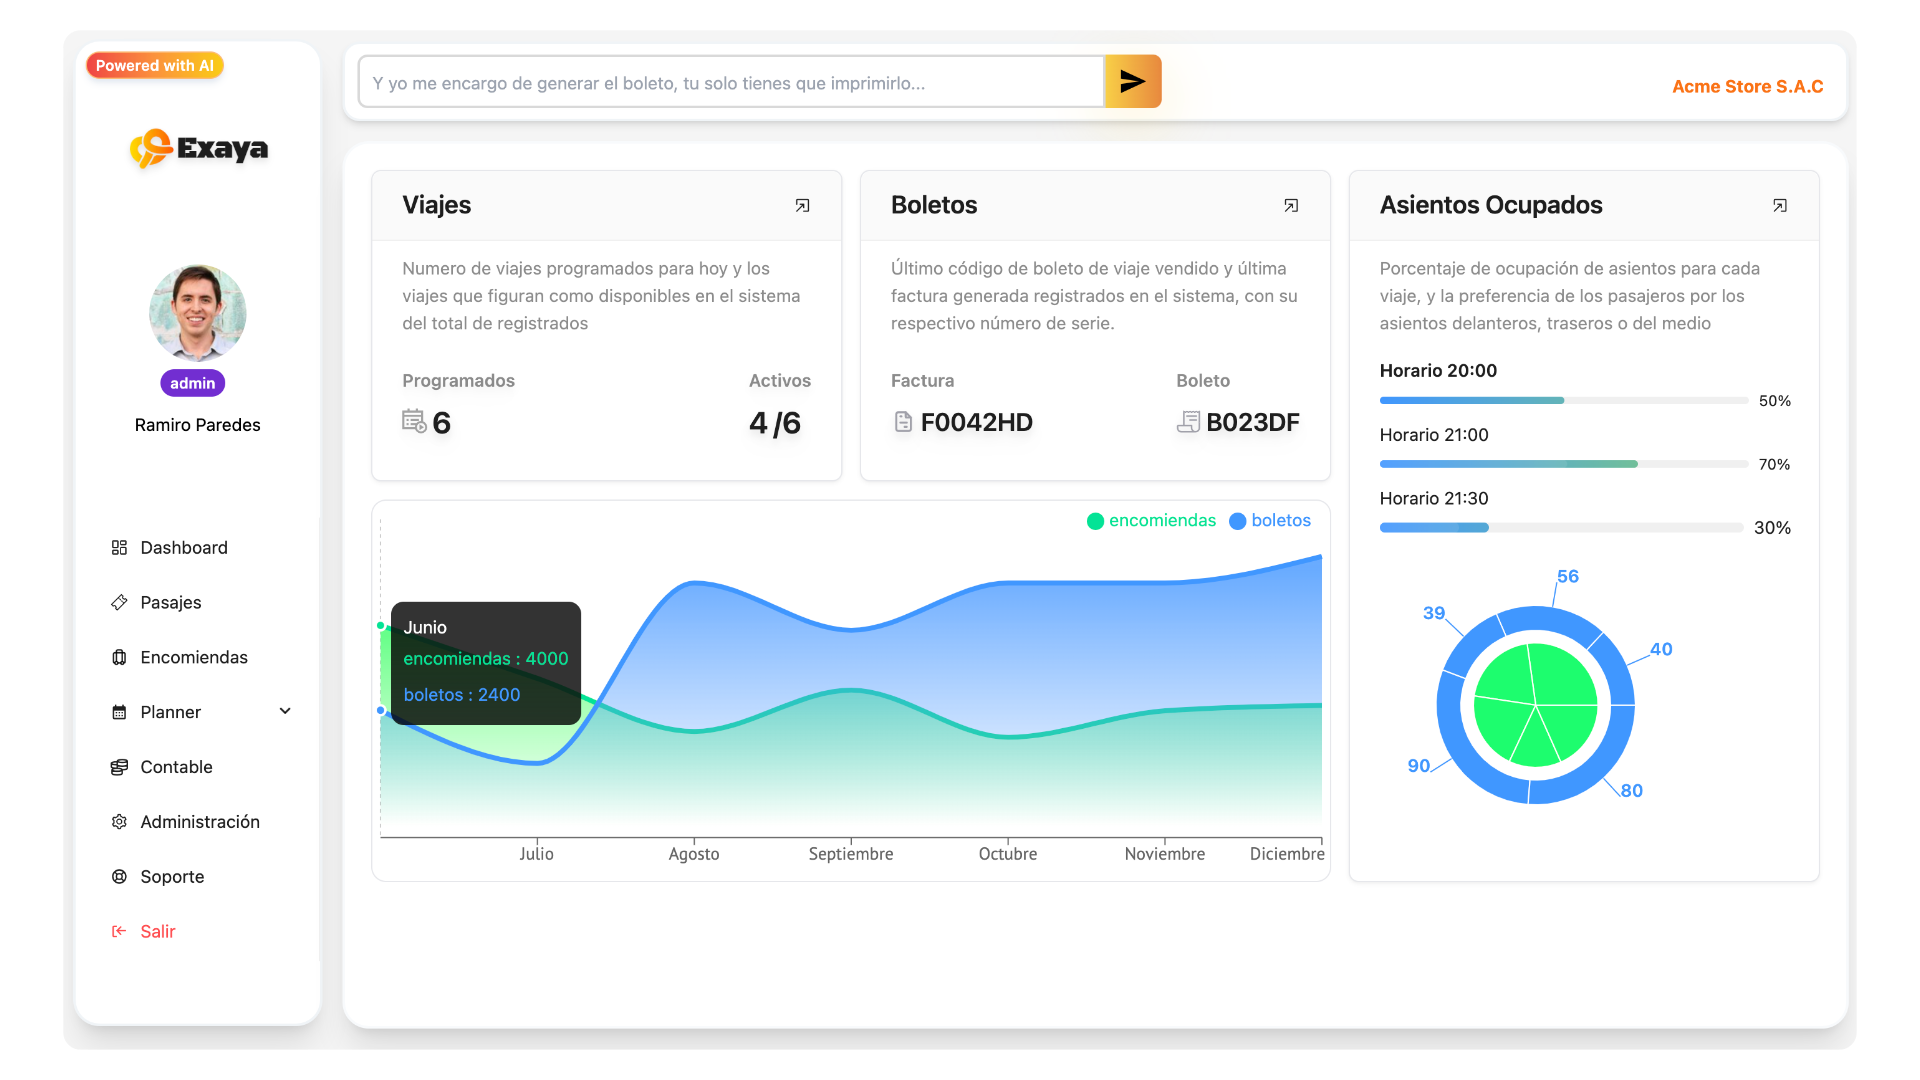 Powered with AI
Exaya
admin
Ramiro Paredes
Dashboard
Pasajes
Encomiendas
Planner
Contable
Administración
Soporte
Salir
Y yo me encargo de generar el boleto, tu solo tienes que imprimirlo...
Acme Store S.A.C
Viajes
Numero de viajes programados para hoy y los
viajes que figuran como disponibles en el sistema
del total de registrados
Programados
Activos
6
4 /6
Boletos
Último código de boleto de viaje vendido y última
factura generada registrados en el sistema, con su
respectivo número de serie.
Factura
Boleto
F0042HD
B023DF
Asientos Ocupados
Porcentaje de ocupación de asientos para cada
viaje, y la preferencia de los pasajeros por los
asientos delanteros, traseros o del medio
Horario 20:00
50%
Horario 21:00
70%
Horario 21:30
30%
56
39
40
90
80
encomiendas
boletos
Junio
encomiendas : 4000
boletos : 2400
Julio
Agosto
Septiembre
Octubre
Noviembre
Diciembre